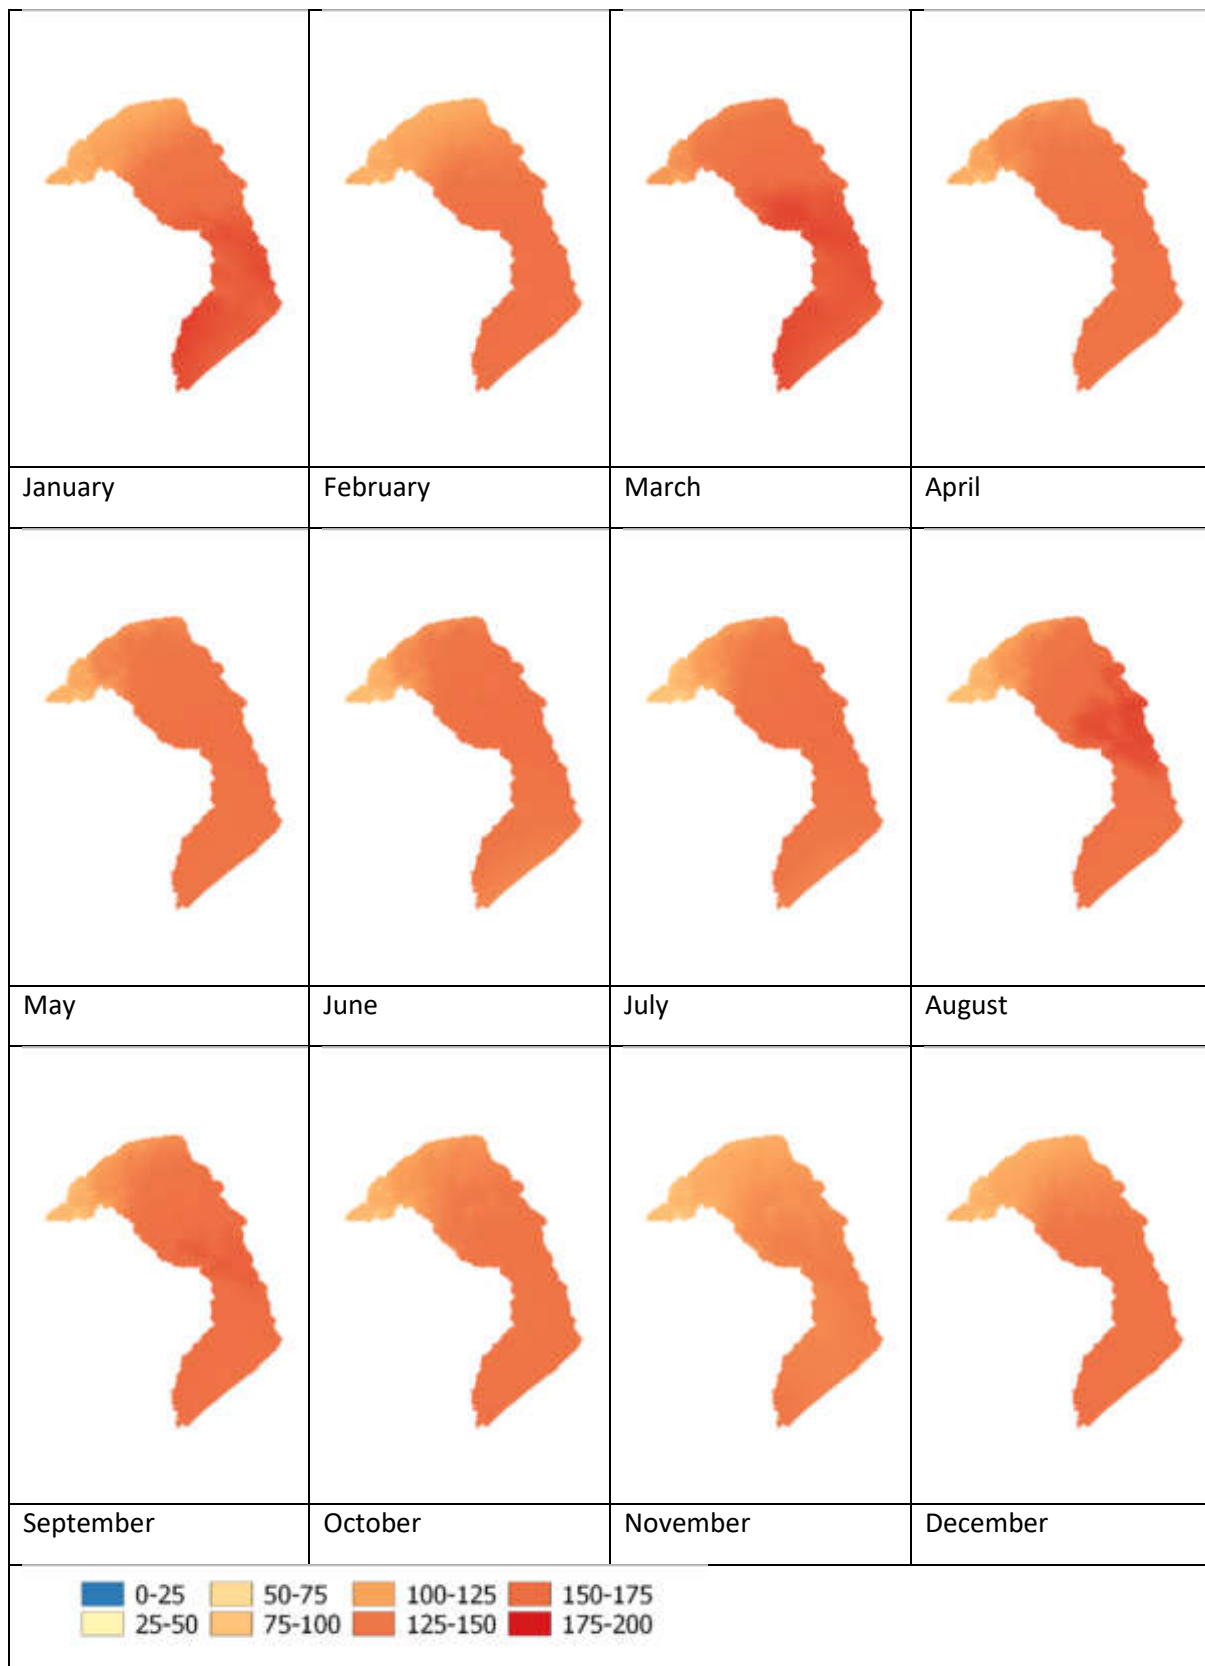 January February March April
May June July August
September October November December
0-25 50-75 100-125 150-175
25-50 75-100 125-150 175-200